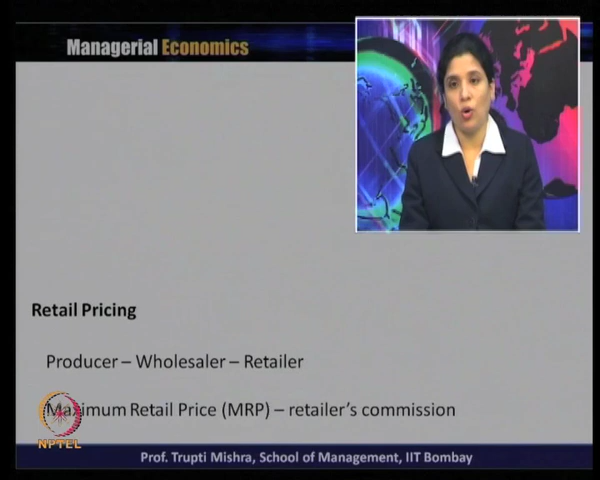 Managerial Economics
Retail Pricing
Producer – Wholesaler – Retailer
Maximum Retail Price (MRP) – retailer's commission
NPTEL
Prof. Trupti Mishra, School of Management, IIT Bombay